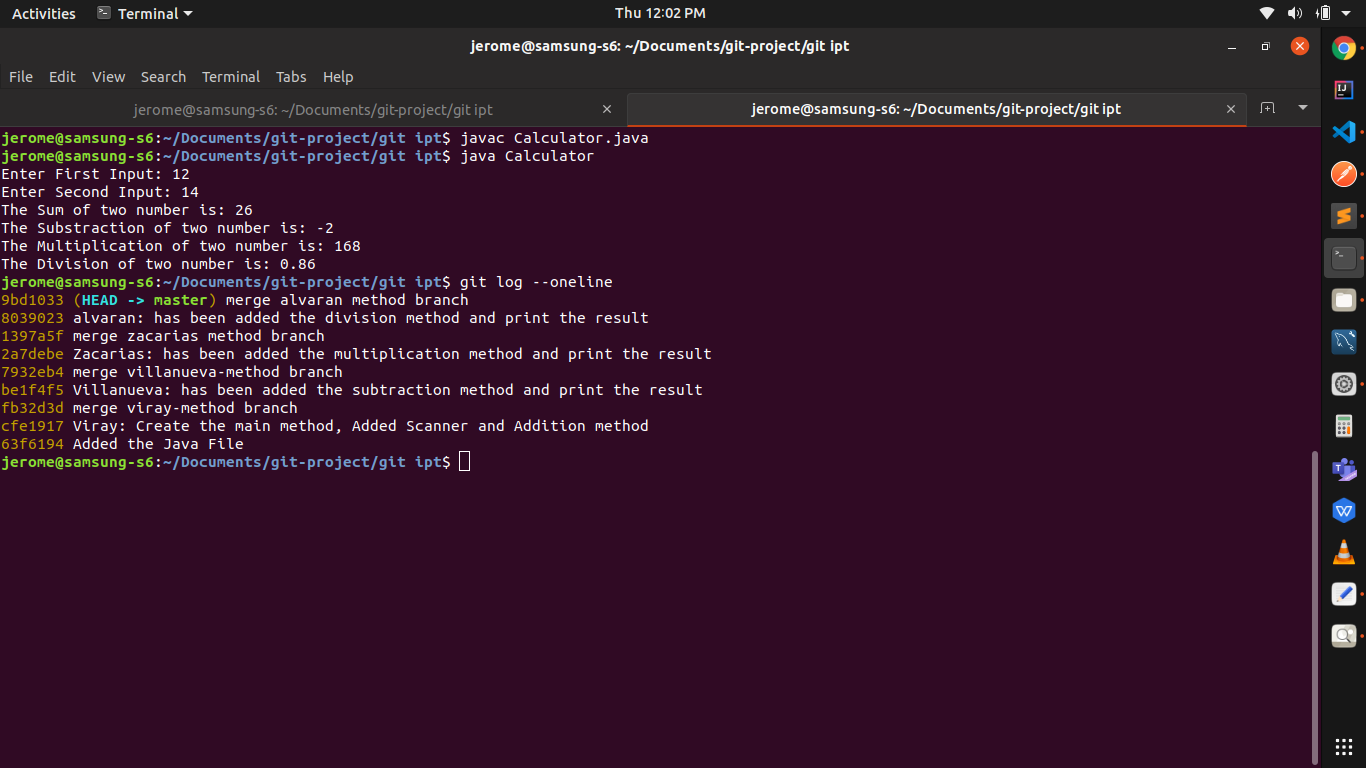 Activities Terminal Thu 12:02 PM
jerome@samsung-s6: ~/Documents/git-project/git ipt
File Edit View Search Terminal Tabs Help
jerome@samsung-s6: ~/Documents/git-project/git ipt jerome@samsung-s6: ~/Documents/git-project/git ipt
jerome@samsung-s6:~/Documents/git-project/git ipt$ javac Calculator.java
jerome@samsung-s6:~/Documents/git-project/git ipt$ java Calculator
Enter First Input: 12
Enter Second Input: 14
The Sum of two number is: 26
The Substraction of two number is: -2
The Multiplication of two number is: 168
The Division of two number is: 0.86
jerome@samsung-s6:~/Documents/git-project/git ipt$ git log --oneline
9bd1033 (HEAD -> master) merge alvaran method branch
8039023 alvaran: has been added the division method and print the result
1397a5f merge zacarias method branch
2a7debe Zacarias: has been added the multiplication method and print the result
7932eb4 merge villanueva-method branch
be1f4f5 Villanueva: has been added the subtraction method and print the result
fb32d3d merge viray-method branch
cfe1917 Viray: Create the main method, Added Scanner and Addition method
63f6194 Added the Java File
jerome@samsung-s6:~/Documents/git-project/git ipt$